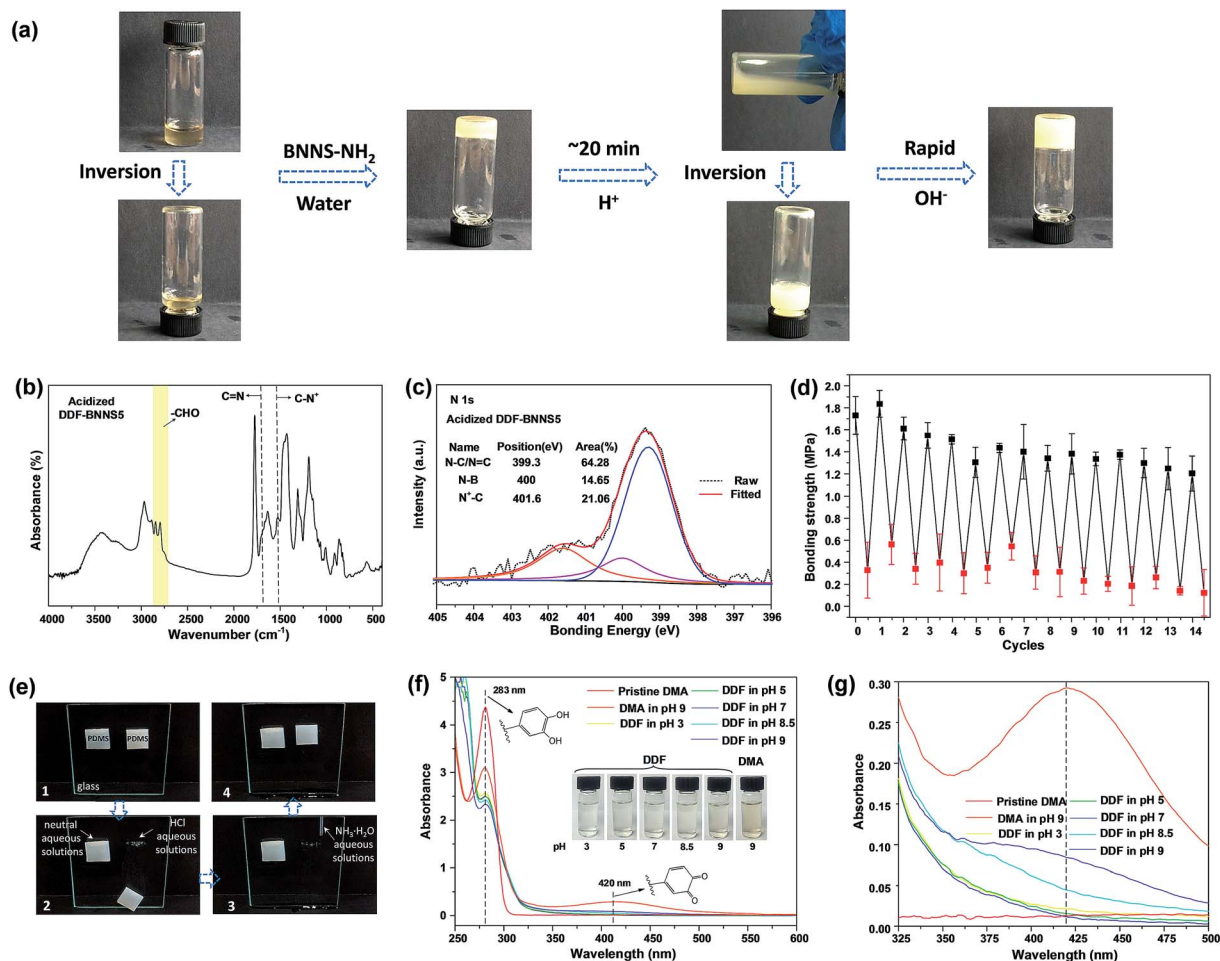 (a)
Inversion
BNNS-NH₂
Water
~20 min
H⁺
Inversion
Rapid
OH⁻
(b)
Acidized
DDF-BNNS5
C=N
C-N⁺
-CHO
Absorbance (%)
4000 3500 3000 2500 2000 1500 1000 500
Wavenumber (cm⁻¹)
(c)
N 1s
Acidized DDF-BNNS5
Name Position(eV) Area(%)
N-C/N=C 399.3 64.28
N-B 400 14.65
N⁺-C 401.6 21.06
Raw
Fitted
Intensity (a.u.)
405 404 403 402 401 400 399 398 397 396
Bonding Energy (eV)
(d)
Bonding strength (MPa)
2.0
1.8
1.6
1.4
1.2
1.0
0.8
0.6
0.4
0.2
0.0
0 1 2 3 4 5 6 7 8 9 10 11 12 13 14
Cycles
(e)
PDMS PDMS
glass
1
4
neutral
aqueous
solutions
HCl
aqueous
solutions
2
NH₃·H₂O
aqueous
solutions
3
(f)
Absorbance
5
4
3
2
1
0
283 nm
OH
HO
Pristine DMA
DMA in pH 9
DDF in pH 3
DDF in pH 5
DDF in pH 7
DDF in pH 8.5
DDF in pH 9
DDF DMA
pH 3 5 7 8.5 9 9
420 nm
O
O
250 300 350 400 450 500 550 600
Wavelength (nm)
(g)
Absorbance
0.30
0.25
0.20
0.15
0.10
0.05
0.00
Pristine DMA
DMA in pH 9
DDF in pH 3
DDF in pH 5
DDF in pH 7
DDF in pH 8.5
DDF in pH 9
325 350 375 400 425 450 475 500
Wavelength (nm)